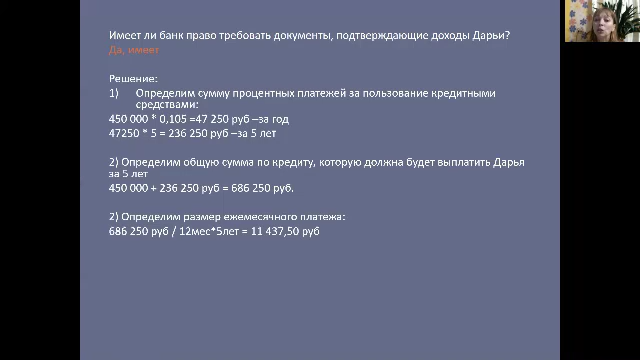 Имеет ли банк право требовать документы, подтверждающие доходы Дарьи?
Да, имеет
Решение:
1) Определим сумму процентных платежей за пользование кредитными
средствами:
450 000 * 0,105 =47 250 руб –за год
47250 * 5 = 236 250 руб –за 5 лет
2) Определим общую сумма по кредиту, которую должна будет выплатить Дарья
за 5 лет
450 000 + 236 250 руб = 686 250 руб.
2) Определим размер ежемесячного платежа:
686 250 руб / 12мес*5лет = 11 437,50 руб